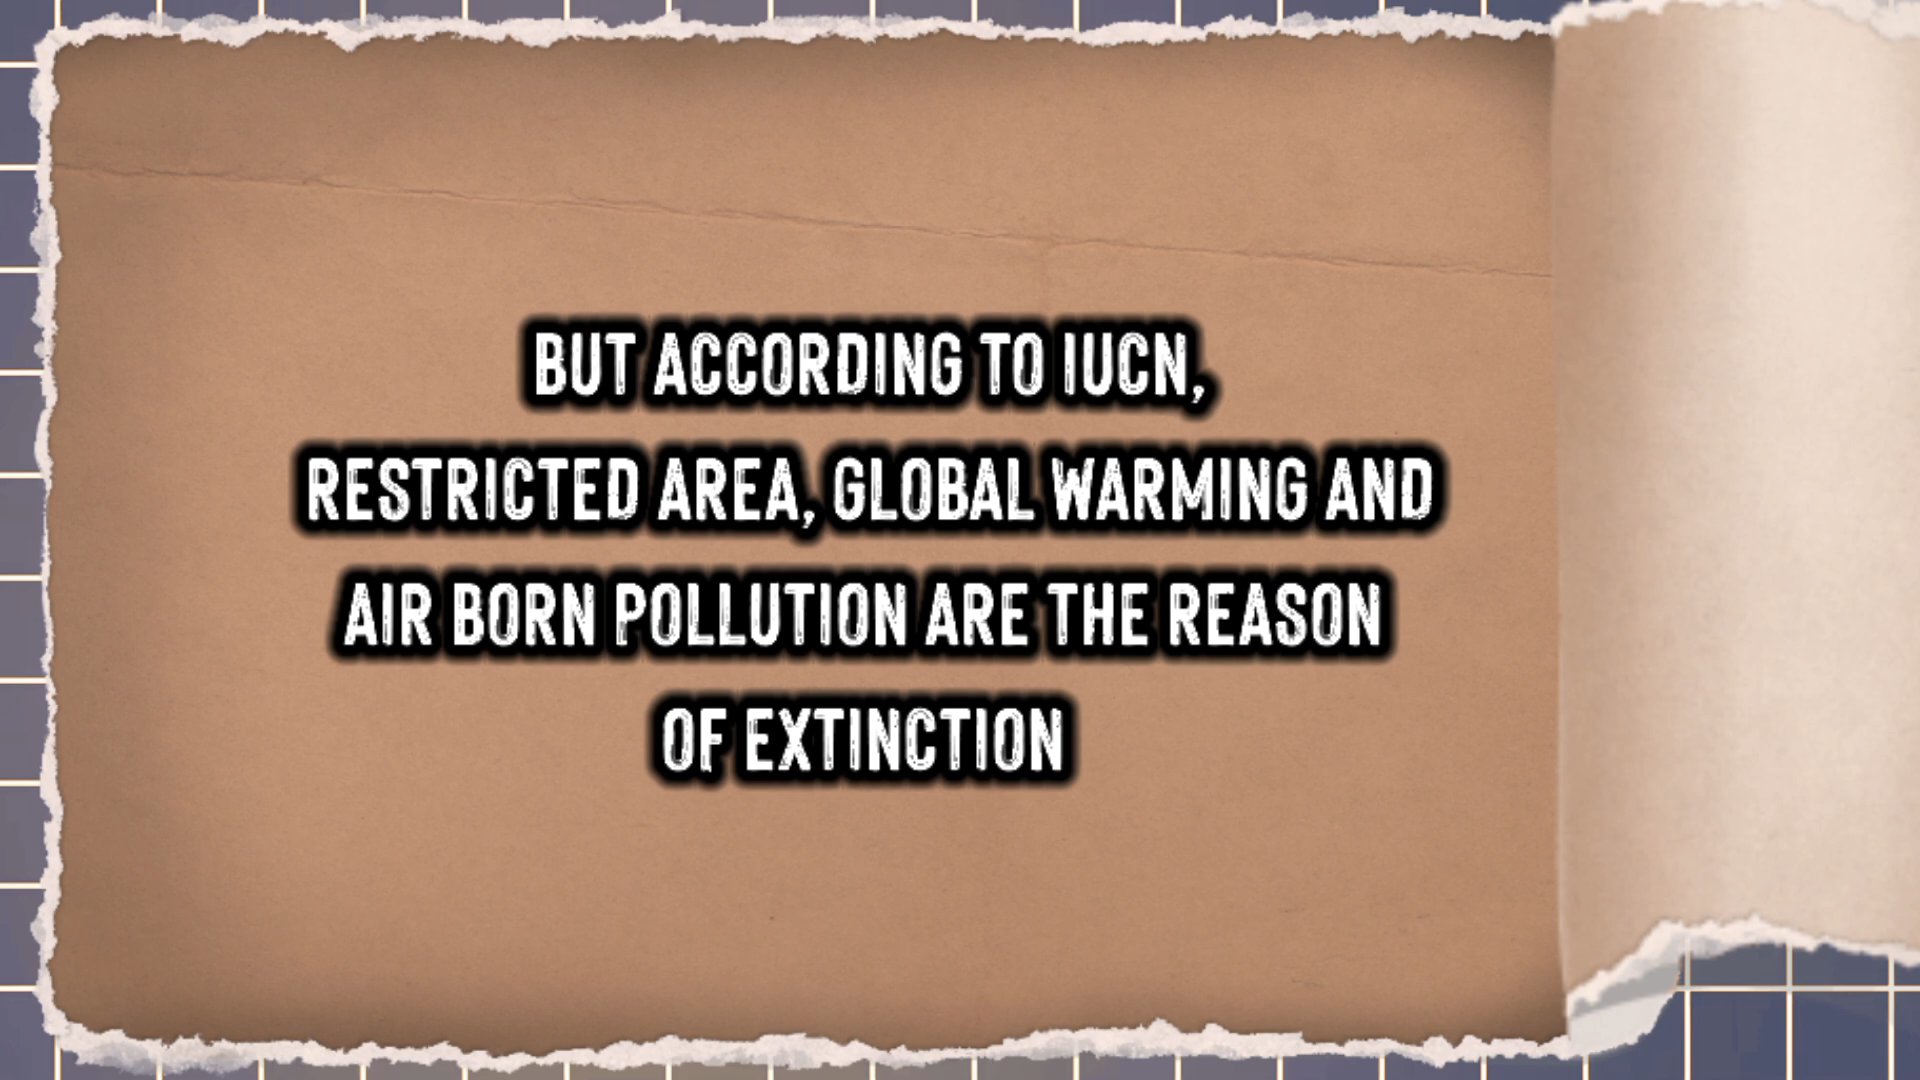 BUT ACCORDING TO IUCN,
RESTRICTED AREA, GLOBAL WARMING AND
AIR BORN POLLUTION ARE THE REASON
OF EXTINCTION